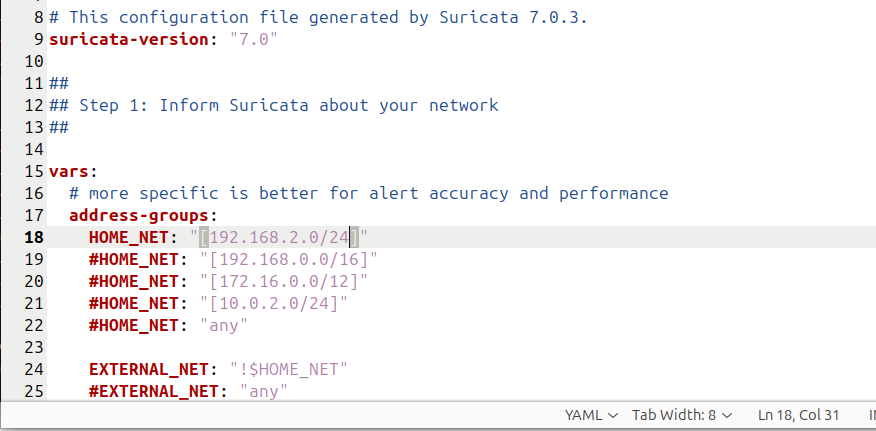 8 # This configuration file generated by Suricata 7.0.3.
9 suricata-version: "7.0"
10
11 ##
12 ## Step 1: Inform Suricata about your network
13 ##
14
15 vars:
16   # more specific is better for alert accuracy and performance
17   address-groups:
18     HOME_NET: "[192.168.2.0/24]"
19     #HOME_NET: "[192.168.0.0/16]"
20     #HOME_NET: "[172.16.0.0/12]"
21     #HOME_NET: "[10.0.2.0/24]"
22     #HOME_NET: "any"
23
24     EXTERNAL_NET: "!$HOME_NET"
25     #EXTERNAL_NET: "any"
YAML Tab Width: 8 Ln 18, Col 31